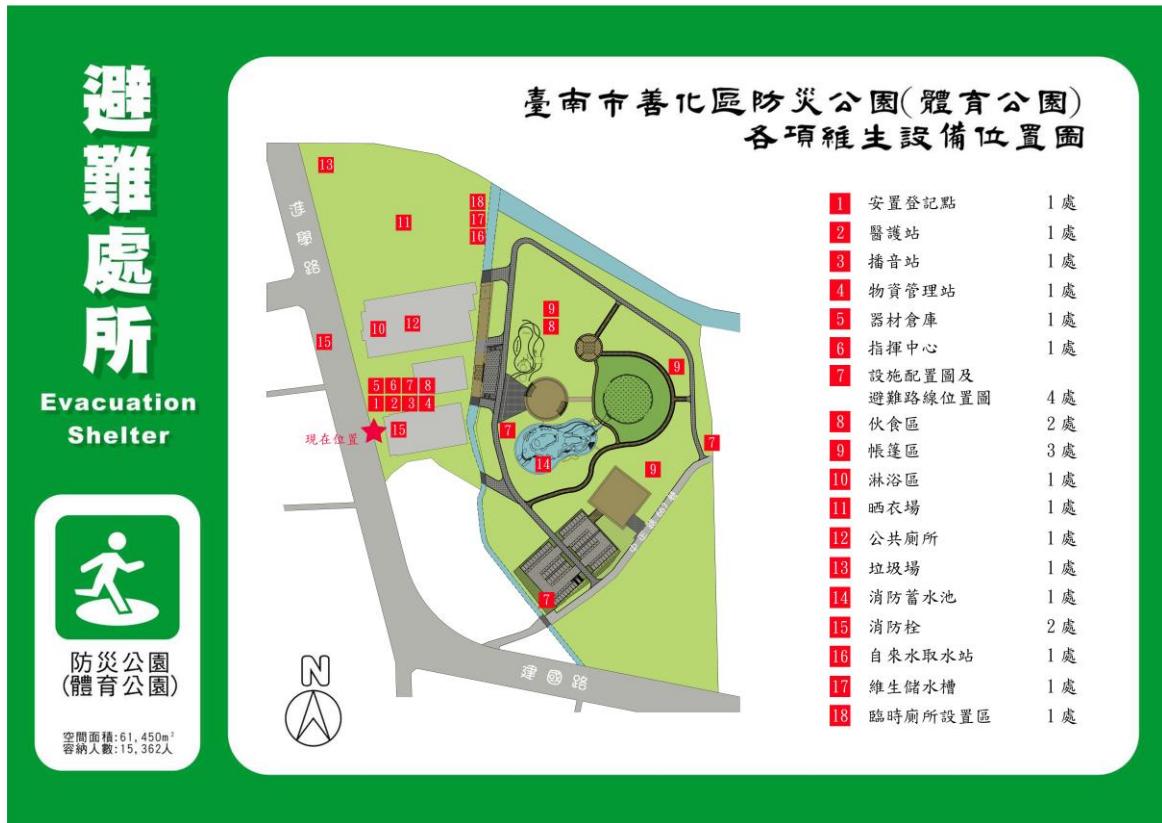 避難處所
Evacuation
Shelter
防災公園
(體育公園)
空間面積:61,450m²
容納人數:15,362人
臺南市善化區防災公園(體育公園)
各項維生設備位置圖
進學路
13
18
17
16
11
10
12
15
5 6 7 8
1 2 3 4
現在位置
15
9
8
9
7
14
9
7
7
建國路
N
1 安置登記點 1處
2 醫護站 1處
3 播音站 1處
4 物資管理站 1處
5 器材倉庫 1處
6 指揮中心 1處
7 設施配置圖及
避難路線位置圖 4處
8 伙食區 2處
9 帳篷區 3處
10 淋浴區 1處
11 晒衣場 1處
12 公共廁所 1處
13 垃圾場 1處
14 消防蓄水池 1處
15 消防栓 2處
16 自來水取水站 1處
17 維生儲水槽 1處
18 臨時廁所設置區 1處